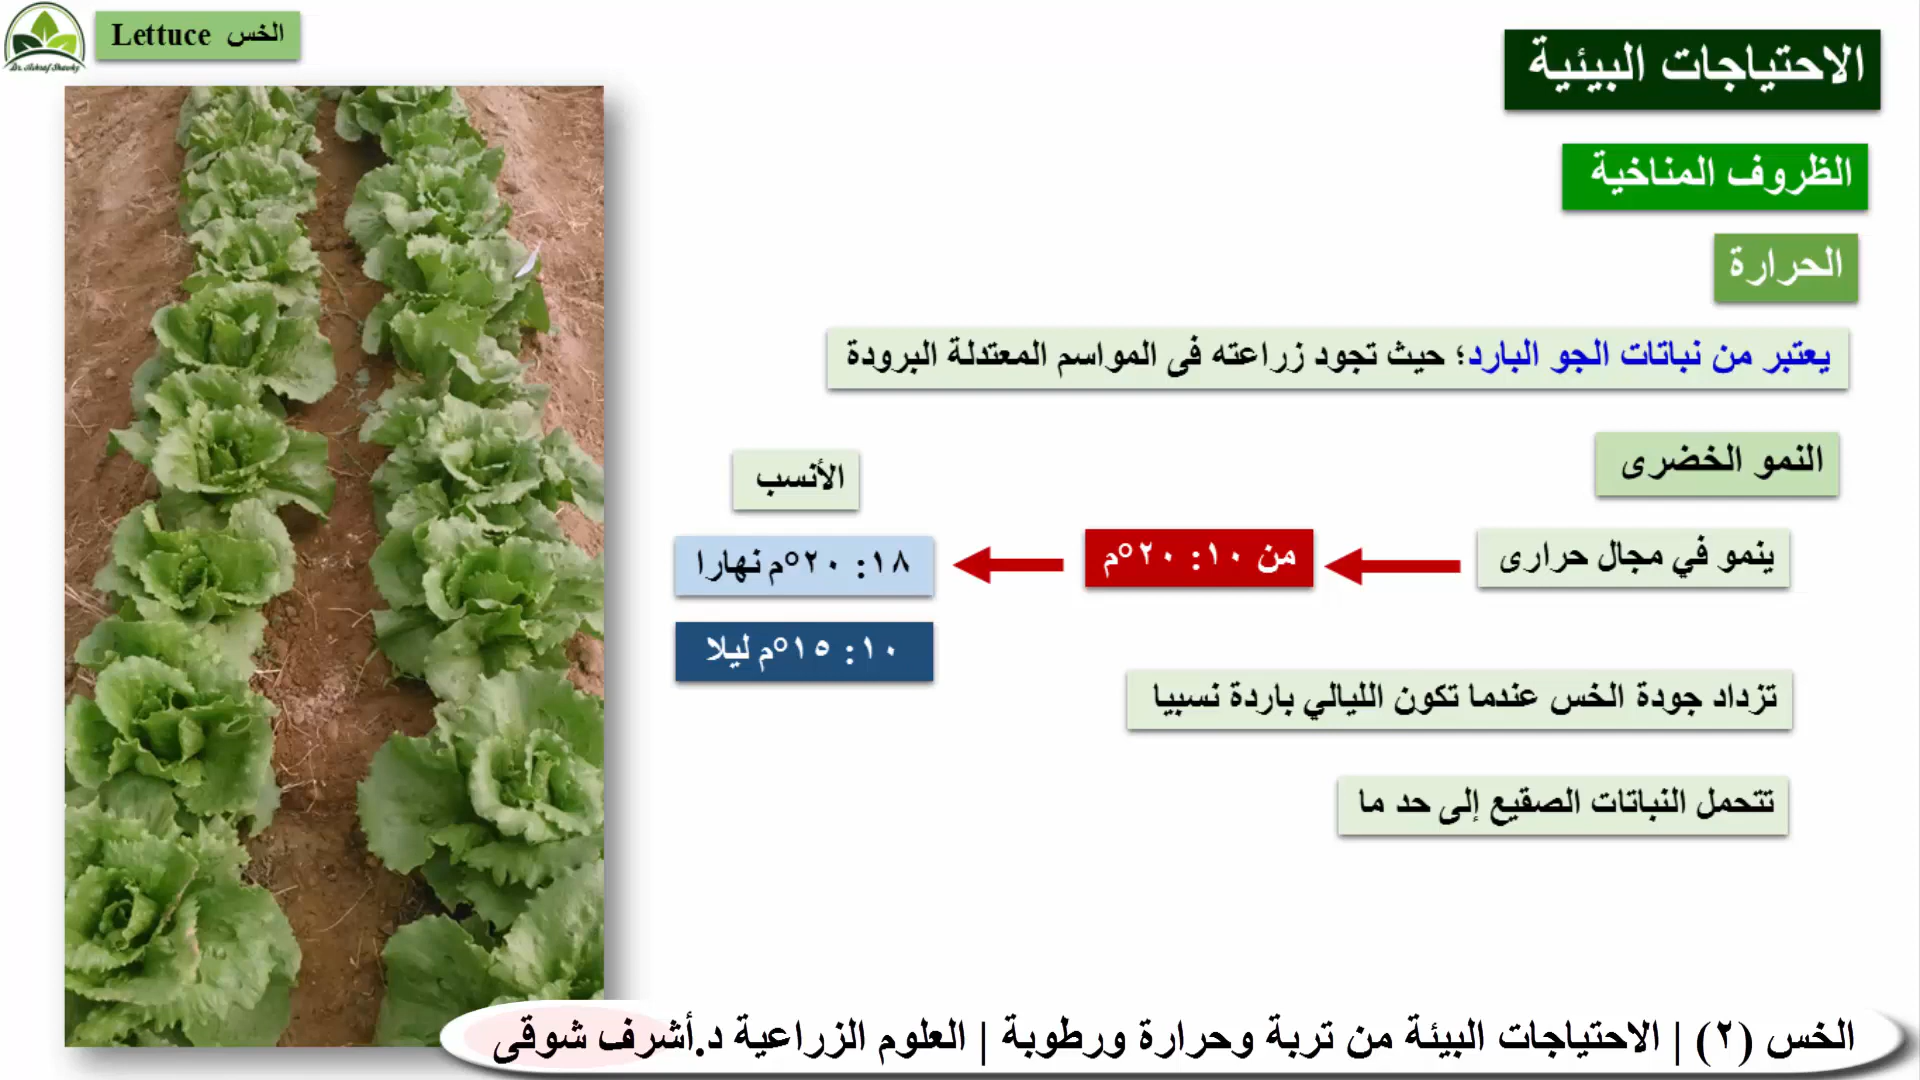 Dr. Ashraf Shawky
الخس Lettuce
الاحتياجات البيئية
الظروف المناخية
الحرارة
يعتبر من نباتات الجو البارد؛ حيث تجود زراعته فى المواسم المعتدلة البرودة
النمو الخضرى
الأنسب
ينمو في مجال حرارى
من ١٠: ٢٠°م
١٨: ٢٠°م نهارا
١٠: ١٥°م ليلا
تزداد جودة الخس عندما تكون الليالي باردة نسبيا
تتحمل النباتات الصقيع إلى حد ما
الخس (٢) | الاحتياجات البيئة من تربة وحرارة ورطوبة | العلوم الزراعية د.أشرف شوقى